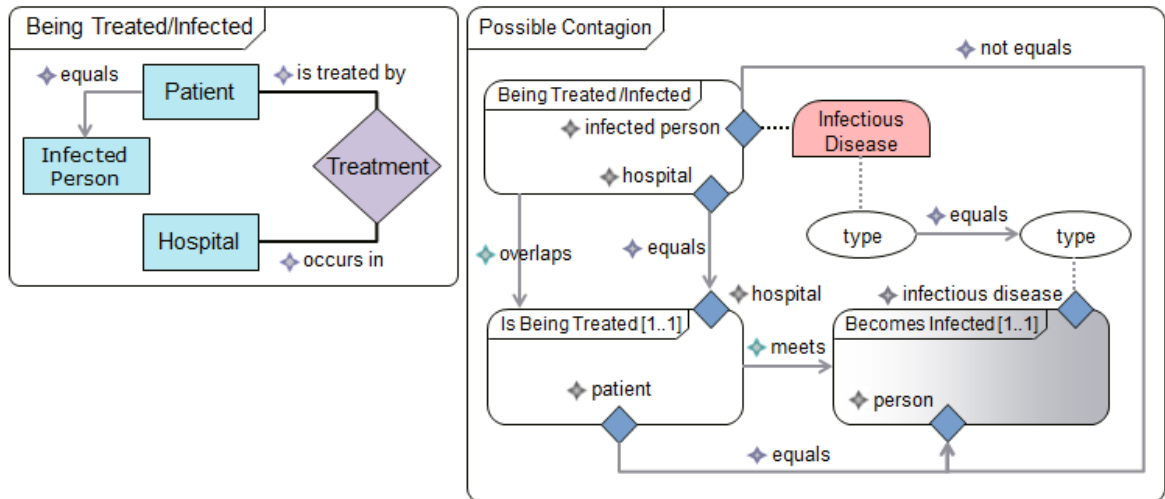 Being Treated/Infected
equals
is treated by
Patient
Infected
Person
Treatment
Hospital
occurs in
Possible Contagion
not equals
Being Treated/Infected
infected person
Infectious
Disease
hospital
type
equals
type
overlaps
equals
hospital
infectious disease
Is Being Treated [1..1]
Becomes Infected [1..1]
meets
patient
person
equals